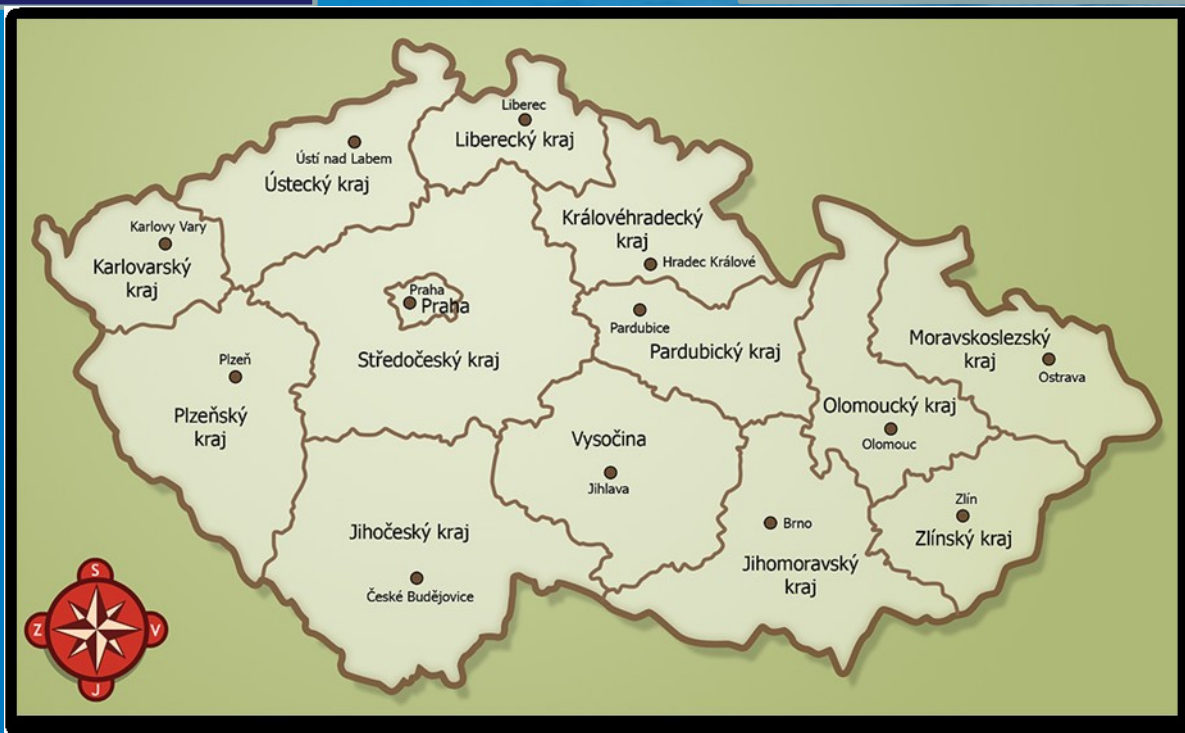 Liberec
Liberecký kraj
Ústí nad Labem
Ústecký kraj
Karlovy Vary
Karlovarský
kraj
Královéhradecký
kraj
Hradec Králové
Praha
Praha
Středočeský kraj
Pardubice
Pardubický kraj
Moravskoslezský
kraj
Ostrava
Plzeň
Plzeňský
kraj
Olomoucký kraj
Olomouc
Vysočina
Jihlava
Zlín
Zlínský kraj
Brno
Jihomoravský
kraj
Jihočeský kraj
České Budějovice
S
Z
V
J